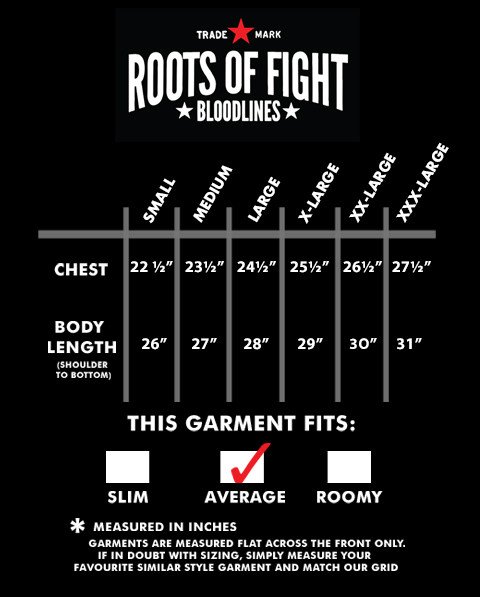 TRADE MARK
ROOTS OF FIGHT
BLOODLINES
SMALL MEDIUM LARGE X-LARGE XX-LARGE XXX-LARGE
CHEST 22 ½” 23½” 24½” 25½” 26½” 27½”
BODY
LENGTH 26” 27” 28” 29” 30” 31”
(SHOULDER
TO BOTTOM)
THIS GARMENT FITS:
SLIM AVERAGE ROOMY
* MEASURED IN INCHES
GARMENTS ARE MEASURED FLAT ACROSS THE FRONT ONLY.
IF IN DOUBT WITH SIZING, SIMPLY MEASURE YOUR
FAVOURITE SIMILAR STYLE GARMENT AND MATCH OUR GRID